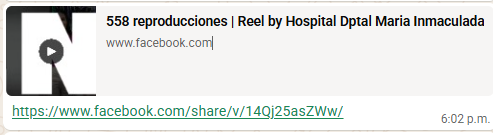 558 reproducciones | Reel by Hospital Dptal Maria Inmaculada
www.facebook.com
https://www.facebook.com/share/v/14Qj25asZWw/
6:02 p.m.